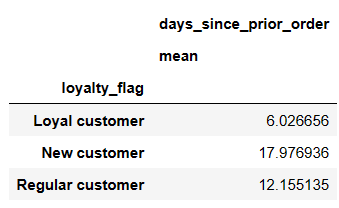 days_since_prior_order
mean
loyalty_flag
Loyal customer 6.026656
New customer 17.976936
Regular customer 12.155135